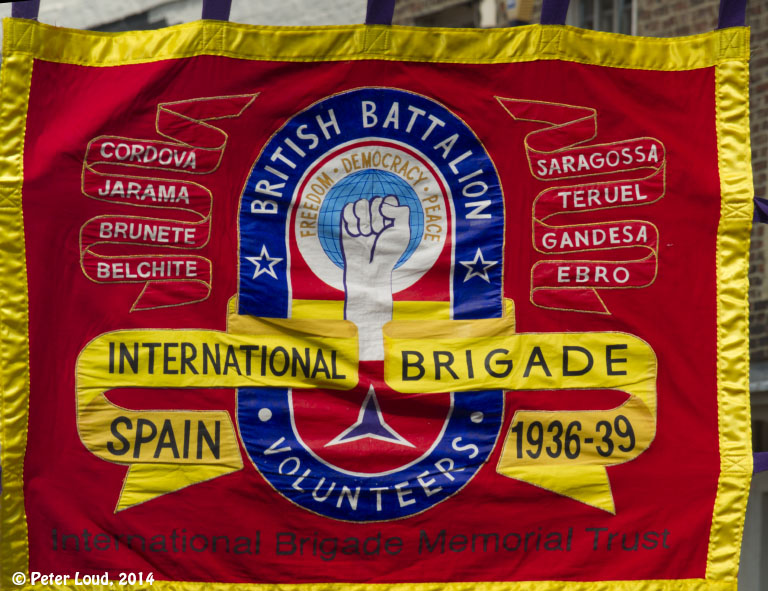 BRITISH BATTALION
FREEDOM · DEMOCRACY · PEACE
CORDOVA
JARAMA
BRUNETE
BELCHITE
SARAGOSSA
TERUEL
GANDESA
EBRO
INTERNATIONAL BRIGADE
SPAIN 1936-39
VOLUNTEERS
International Brigade Memorial Trust
© Peter Loud, 2014